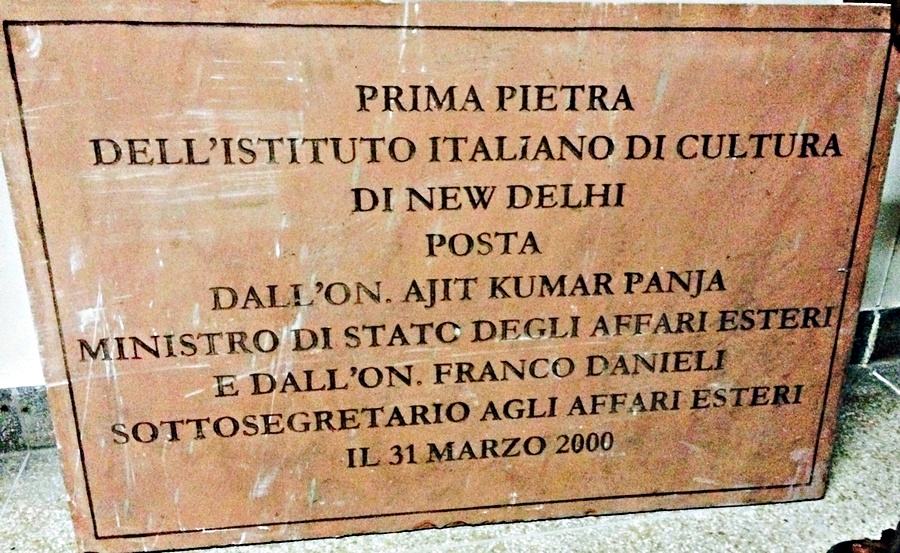 PRIMA PIETRA
DELL'ISTITUTO ITALIANO DI CULTURA
DI NEW DELHI
POSTA
DALL'ON. AJIT KUMAR PANJA
MINISTRO DI STATO DEGLI AFFARI ESTERI
E DALL'ON. FRANCO DANIELI
SOTTOSEGRETARIO AGLI AFFARI ESTERI
IL 31 MARZO 2000